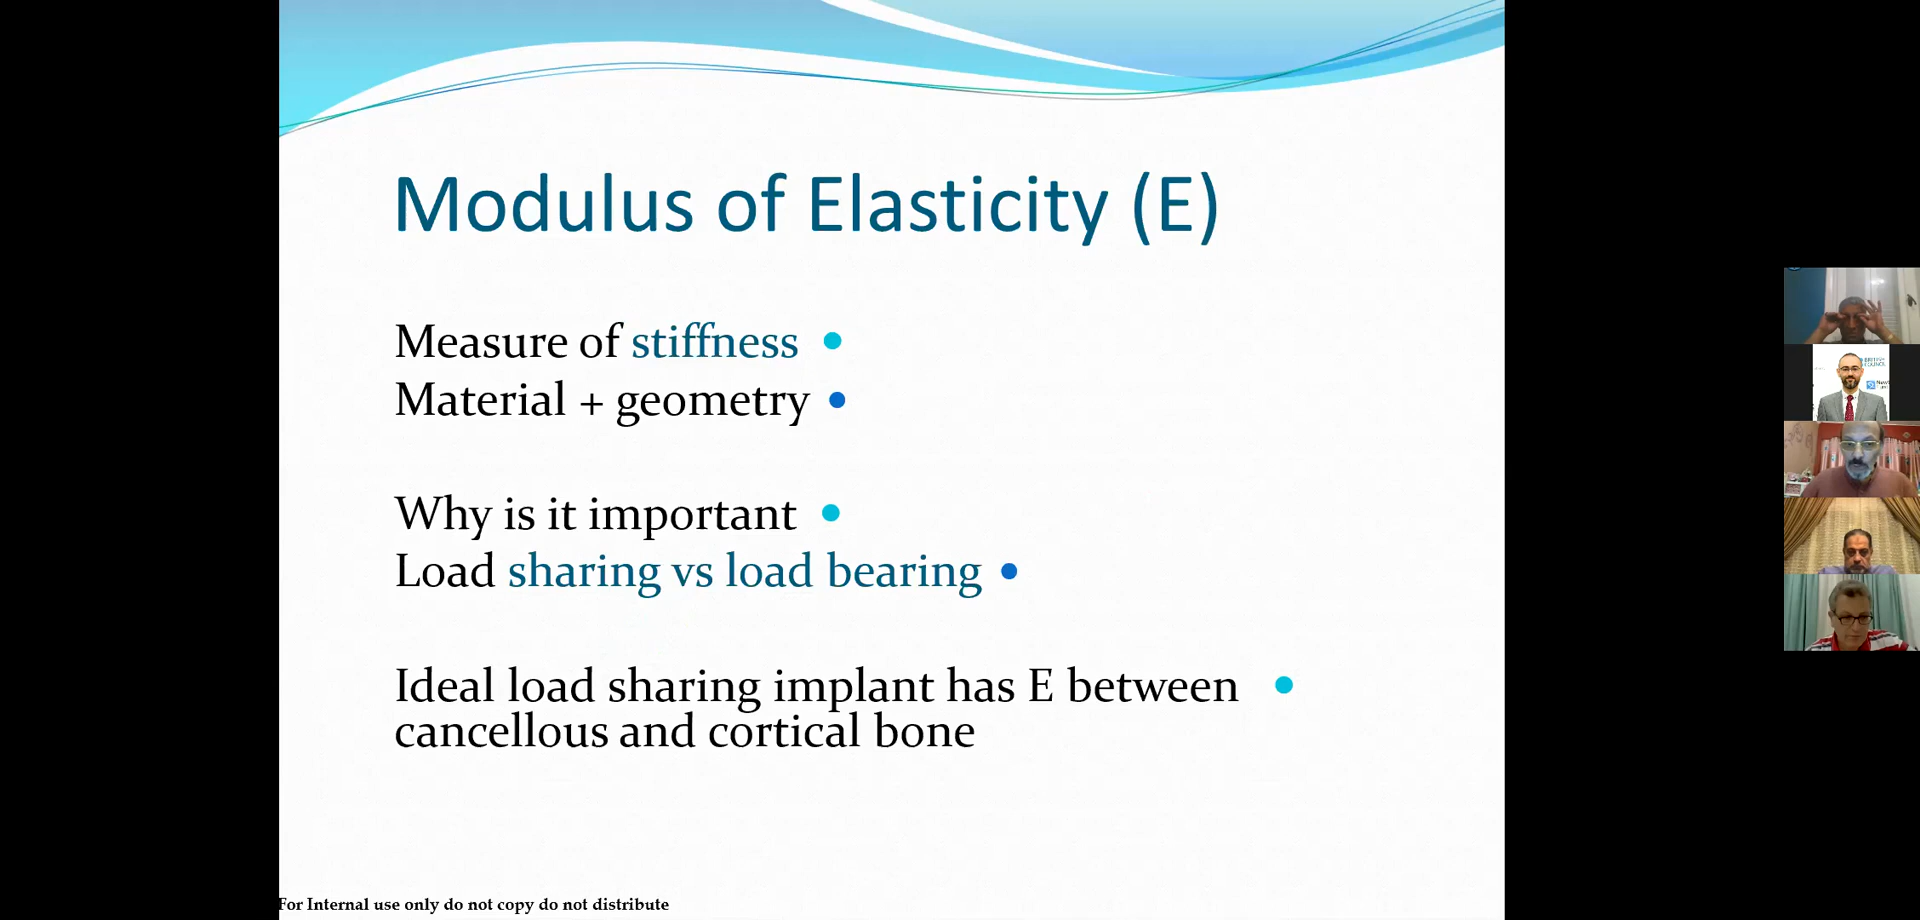 Modulus of Elasticity (E)
Measure of stiffness
Material + geometry
Why is it important
Load sharing vs load bearing
Ideal load sharing implant has E between
cancellous and cortical bone
For Internal use only do not copy do not distribute